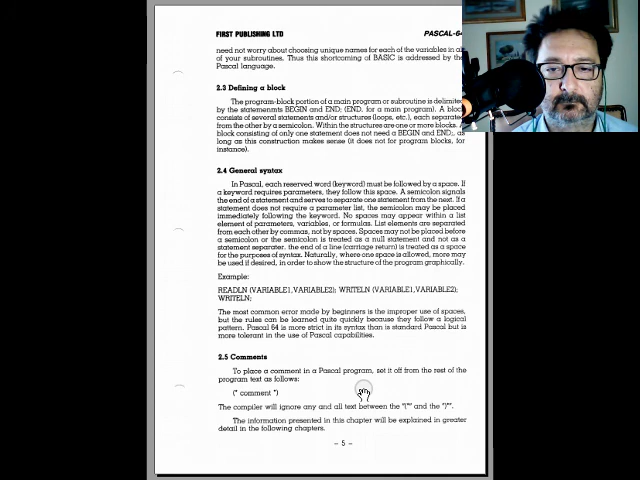 FIRST PUBLISHING LTD PASCAL-64
need not worry about choosing unique names for each of the variables in al
of your subroutines. Thus this shortcoming of BASIC is addressed by the
Pascal language.
2.3 Defining a block
The program-block portion of a main program or subroutine is delimited
by the statemennts BEGIN and END; (END. for a main program). A block
consists of several statements and/or structures (loops, etc.), each separated
from the other by a semicolon. Within the structures are one or more blocks. A
block consisting of only one statement does not need a BEGIN and END;, as
long as this construction makes sense (it does not for program blocks, for
instance).
2.4 General syntax
In Pascal, each reserved word (keyword) must be followed by a space. If
a keyword requires parameters, they follow this space. A semicolon signals
the end of a statement and serves to separate one statement from the next. If a
statement does not require a parameter list, the semicolon may be placed
immediately following the keyword. No spaces may appear within a list
element of parameters, variables, or formulas. List elements are separated
from each other by commas, not by spaces. Spaces may not be placed before
a semicolon or the semicolon is treated as a null statement and not as a
statement separater. the end of a line (carriage return) is treated as a space
for the purposes of syntax. Naturally, where one space is allowed, more may
be used if desired, in order to show the structure of the program graphically.
Example:
READLN (VARIABLE1,VARIABLE2); WRITELN (VARIABLE1,VARIABLE2);
WRITELN;
The most common error made by beginners is the improper use of spaces,
but the rules can be learned quite quickly because they follow a logical
pattern. Pascal 64 is more strict in its syntax than is standard Pascal but is
more tolerant in the use of Pascal capabilities.
2.5 Comments
To place a comment in a Pascal program, set it off from the rest of the
program text as follows:
(* comment *)
The compiler will ignore any and all text between the "(*" and the "*)".
The information presented in this chapter will be explained in greater
detail in the following chapters.
– 5 –